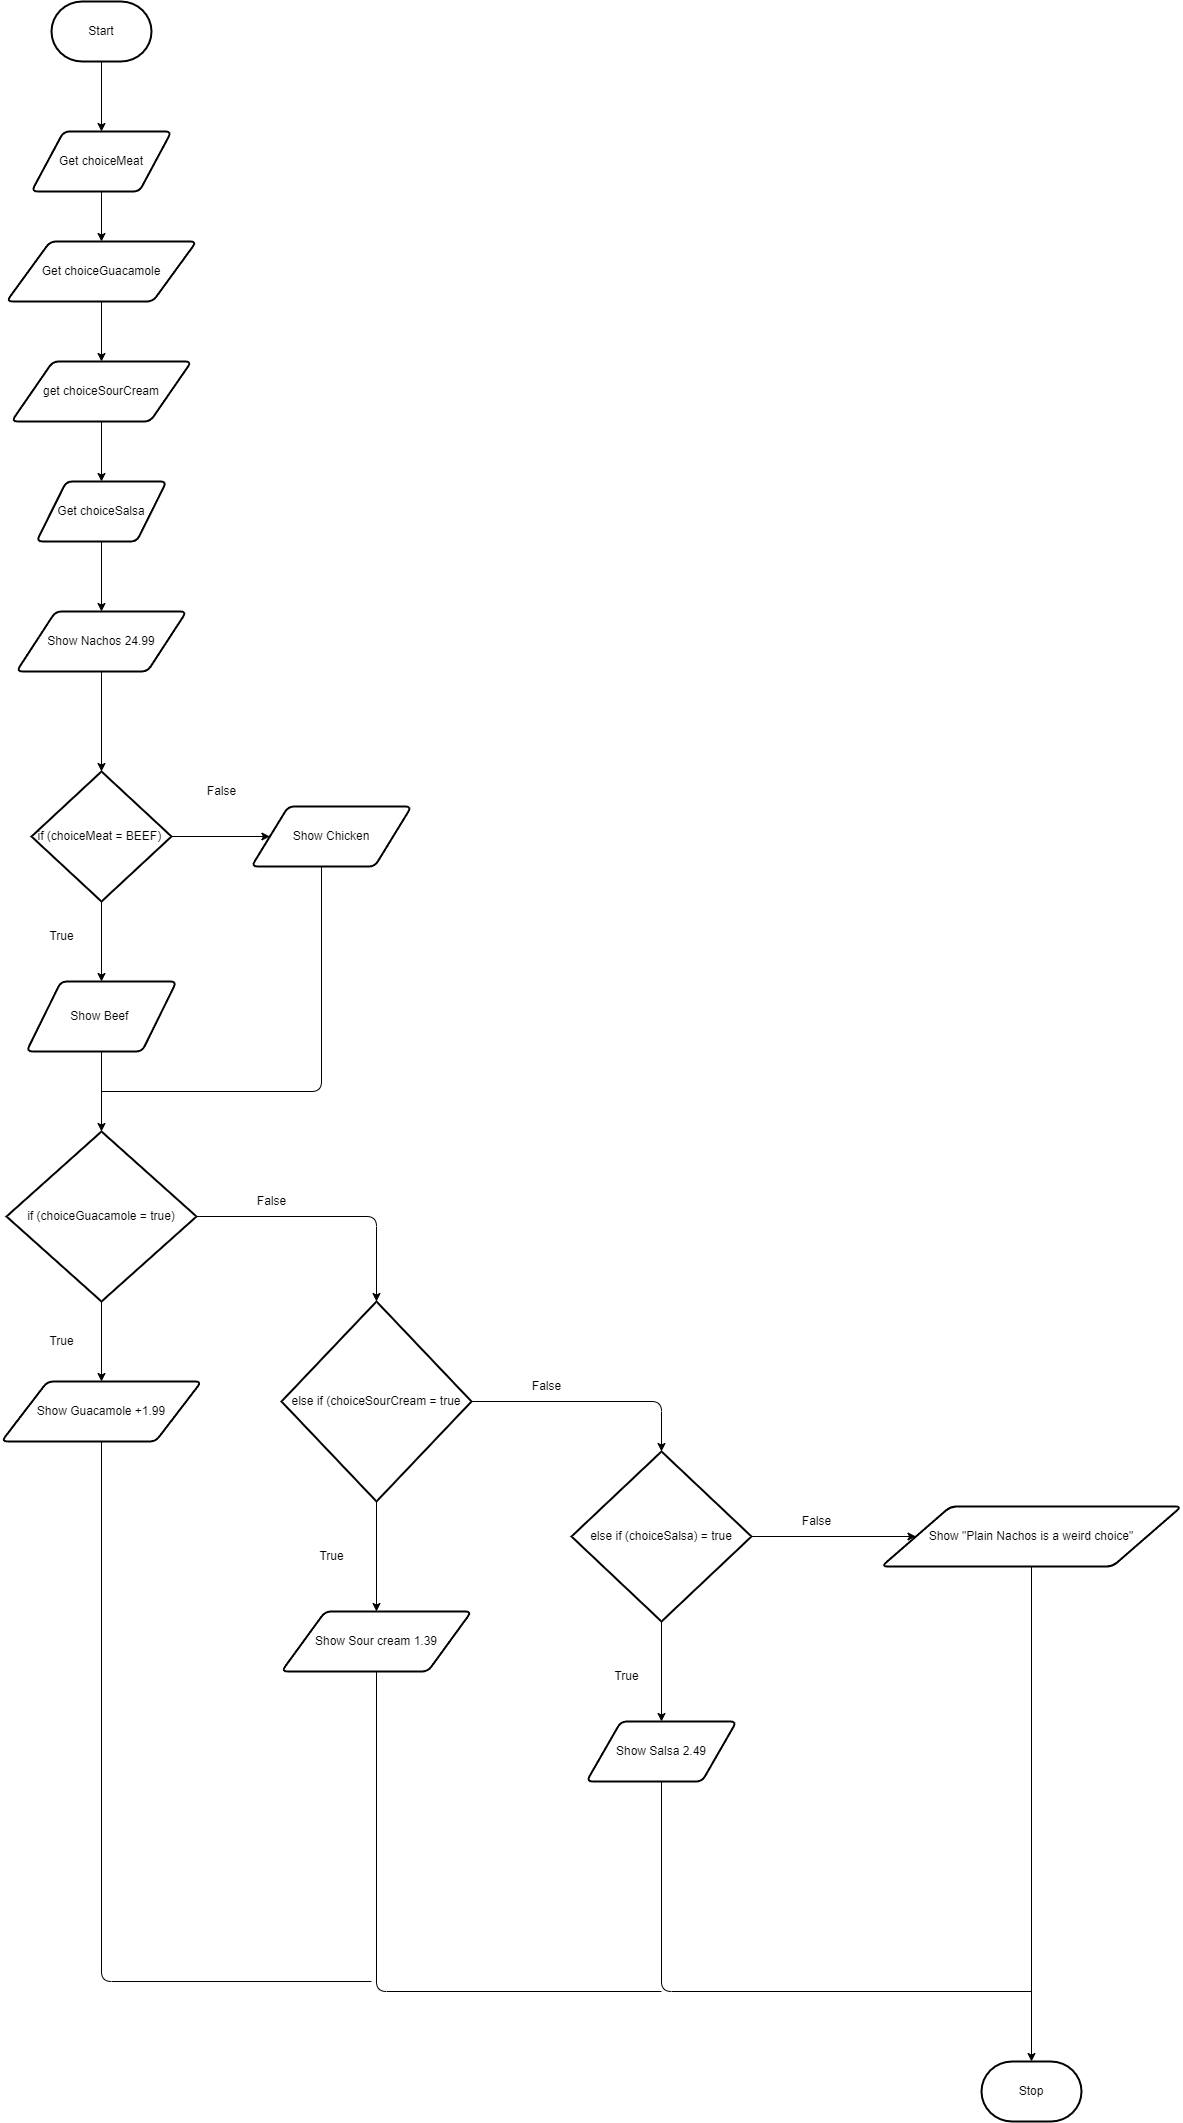 Start
Get choiceMeat
Get choiceGuacamole
get choiceSourCream
Get choiceSalsa
Show Nachos 24.99
False
if (choiceMeat = BEEF)
Show Chicken
True
Show Beef
False
if (choiceGuacamole = true)
True
False
else if (choiceSourCream = true
Show Guacamole +1.99
False
else if (choiceSalsa) = true
Show "Plain Nachos is a weird choice"
True
Show Sour cream 1.39
True
Show Salsa 2.49
Stop